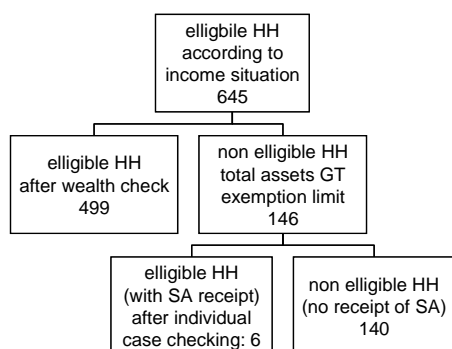 elligbile HH
according to
income situation
645
elligible HH
after wealth check
499
non elligible HH
total assets GT
exemption limit
146
elligible HH
(with SA receipt)
after individual
case checking: 6
non elligible HH
(no receipt of SA)
140